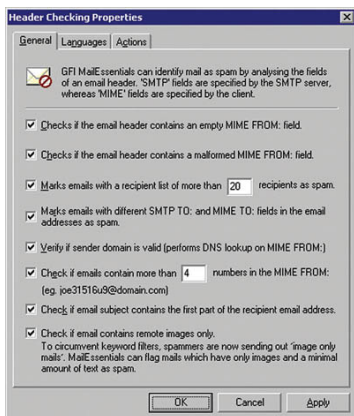 Header Checking Properties
General Languages Actions
GFI MailEssentials can identify mail as spam by analysing the fields
of an email header. 'SMTP' fields are specified by the SMTP server,
whereas 'MIME' fields are specified by the client.
Checks if the email header contains an empty MIME FROM: field.
Checks if the email header contains a malformed MIME FROM: field.
Marks emails with a recipient list of more than 20 recipients as spam.
Marks emails with different SMTP TO: and MIME TO: fields in the email
addresses as spam.
Verify if sender domain is valid (performs DNS lookup on MIME FROM:)
Check if emails contain more than 4 numbers in the MIME FROM:
(eg. joe31516u9@domain.com)
Check if email subject contains the first part of the recipient email address.
Check if email contains remote images only.
To circumvent keyword filters, spammers are now sending out 'image only
mails'. MailEssentials can flag mails which have only images and a minimal
amount of text as spam.
OK Cancel Apply